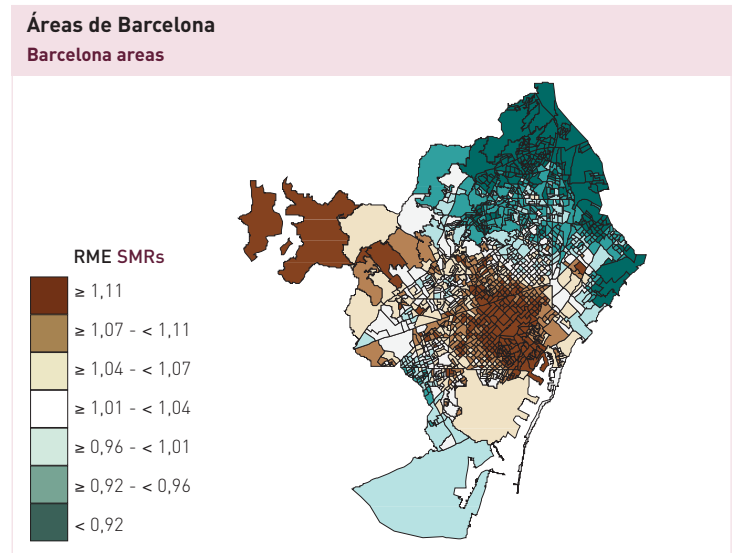 Áreas de Barcelona
Barcelona areas
RME SMRs
≥ 1,11
≥ 1,07 - < 1,11
≥ 1,04 - < 1,07
≥ 1,01 - < 1,04
≥ 0,96 - < 1,01
≥ 0,92 - < 0,96
< 0,92